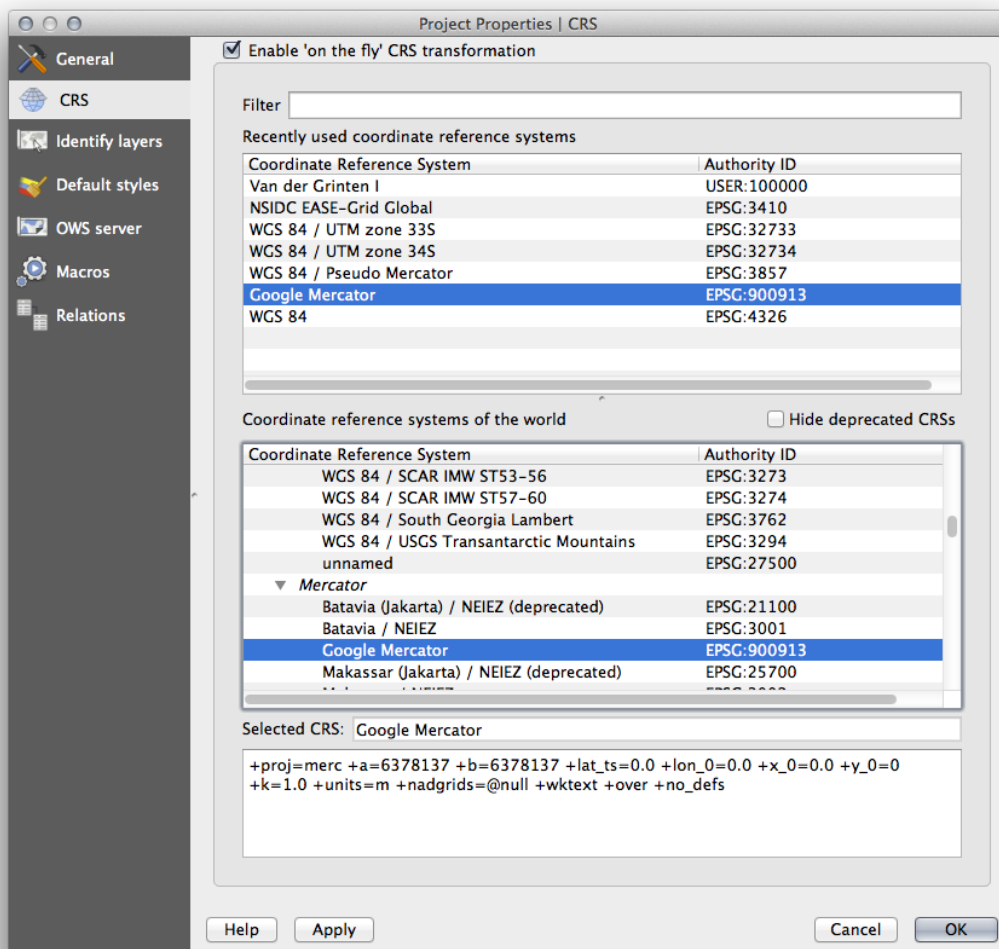 Project Properties | CRS
General
CRS
Identify layers
Default styles
OWS server
Macros
Relations
Enable 'on the fly' CRS transformation
Filter
Recently used coordinate reference systems
Coordinate Reference System Authority ID
Van der Grinten I USER:100000
NSIDC EASE-Grid Global EPSG:3410
WGS 84 / UTM zone 33S EPSG:32733
WGS 84 / UTM zone 34S EPSG:32734
WGS 84 / Pseudo Mercator EPSG:3857
Google Mercator EPSG:900913
WGS 84 EPSG:4326
Coordinate reference systems of the world Hide deprecated CRSs
Coordinate Reference System Authority ID
WGS 84 / SCAR IMW ST53-56 EPSG:3273
WGS 84 / SCAR IMW ST57-60 EPSG:3274
WGS 84 / South Georgia Lambert EPSG:3762
WGS 84 / USGS Transantarctic Mountains EPSG:3294
unnamed EPSG:27500
Mercator
Batavia (Jakarta) / NEIEZ (deprecated) EPSG:21100
Batavia / NEIEZ EPSG:3001
Google Mercator EPSG:900913
Makassar (Jakarta) / NEIEZ (deprecated) EPSG:25700
Selected CRS: Google Mercator
+proj=merc +a=6378137 +b=6378137 +lat_ts=0.0 +lon_0=0.0 +x_0=0.0 +y_0=0
+k=1.0 +units=m +nadgrids=@null +wktext +over +no_defs
Help Apply Cancel OK